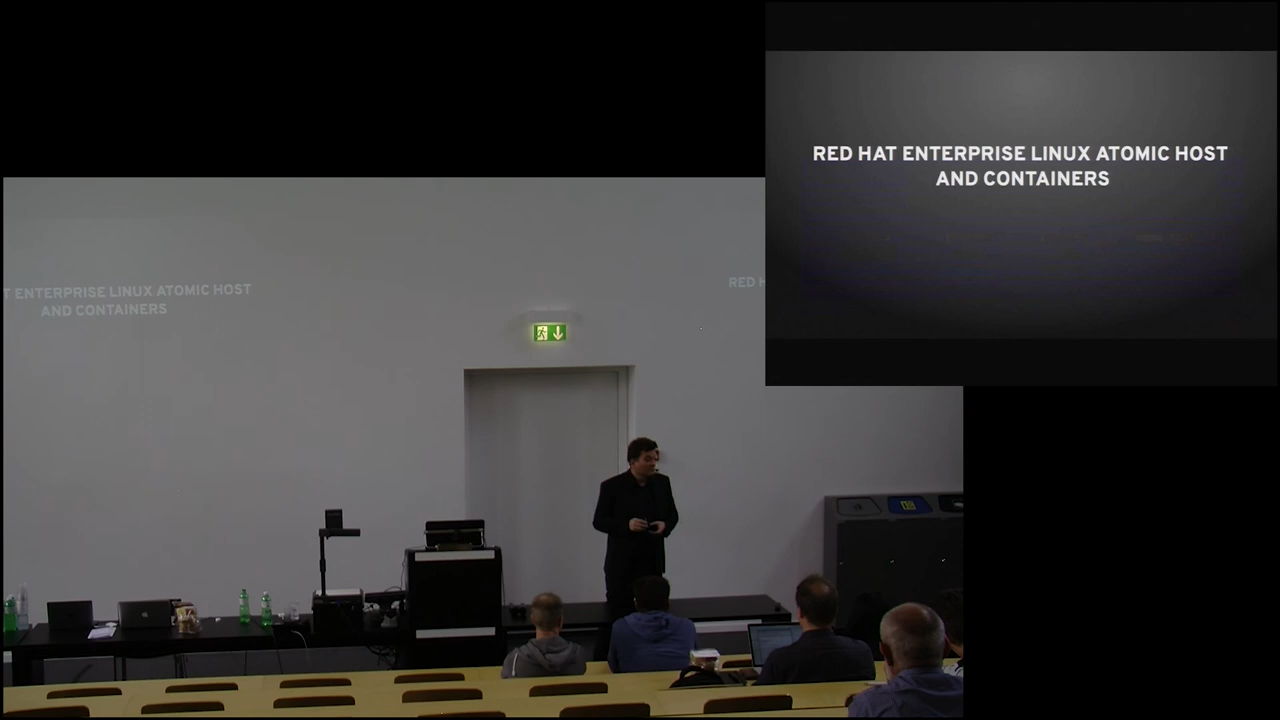 RED HAT ENTERPRISE LINUX ATOMIC HOST
AND CONTAINERS
T ENTERPRISE LINUX ATOMIC HOST
AND CONTAINERS
RED H